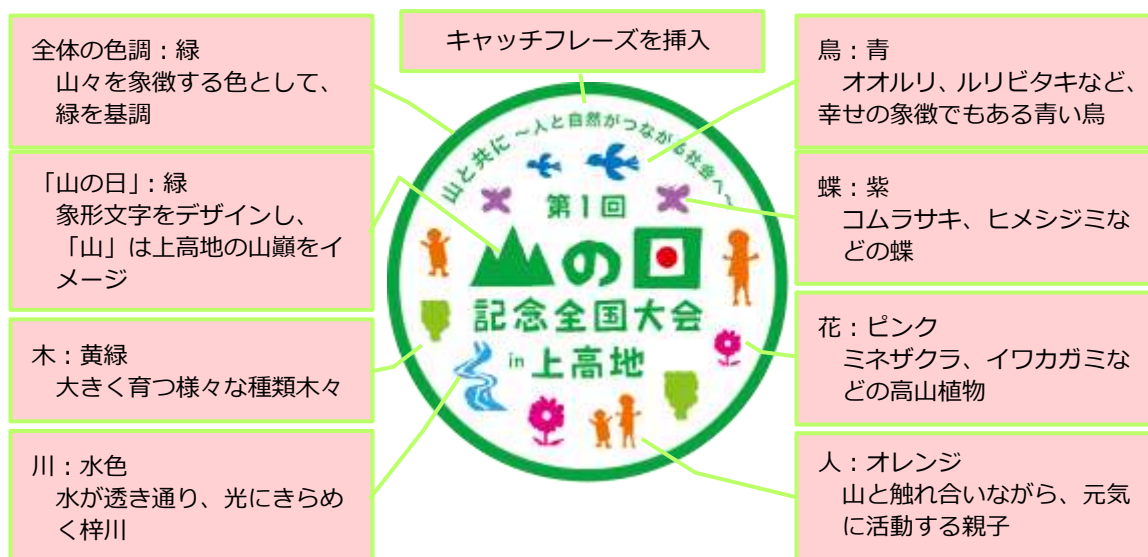 キャッチフレーズを挿入
全体の色調：緑
山々を象徴する色として、
緑を基調
「山の日」：緑
象形文字をデザインし、
「山」は上高地の山巓をイ
メージ
木：黄緑
大きく育つ様々な種類木々
川：水色
水が透き通り、光にきらめ
く梓川
山と共に ～人と自然がつながる社会へ～
第1回
山の日
記念全国大会
in 上高地
鳥：青
オオルリ、ルリビタキなど、
幸せの象徴でもある青い鳥
蝶：紫
コムラサキ、ヒメシジミな
どの蝶
花：ピンク
ミネザクラ、イワカガミな
どの高山植物
人：オレンジ
山と触れ合いながら、元気
に活動する親子